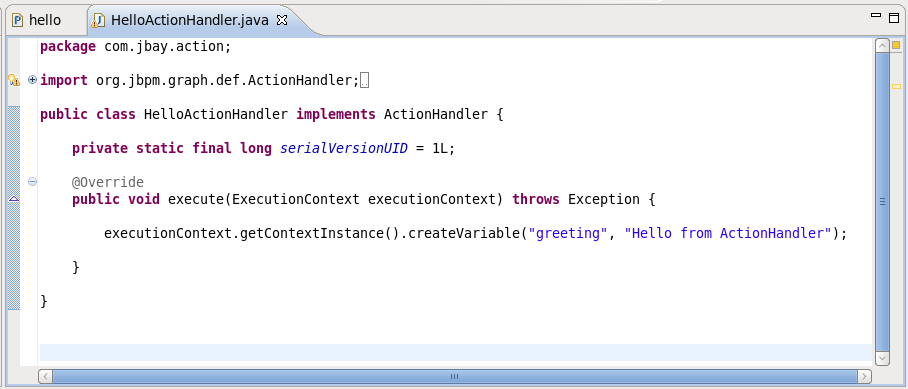 hello
HelloActionHandler.java
package com.jbay.action;
import org.jbpm.graph.def.ActionHandler;
public class HelloActionHandler implements ActionHandler {
private static final long serialVersionUID = 1L;
@Override
public void execute(ExecutionContext executionContext) throws Exception {
executionContext.getContextInstance().createVariable("greeting", "Hello from ActionHandler");
}
}